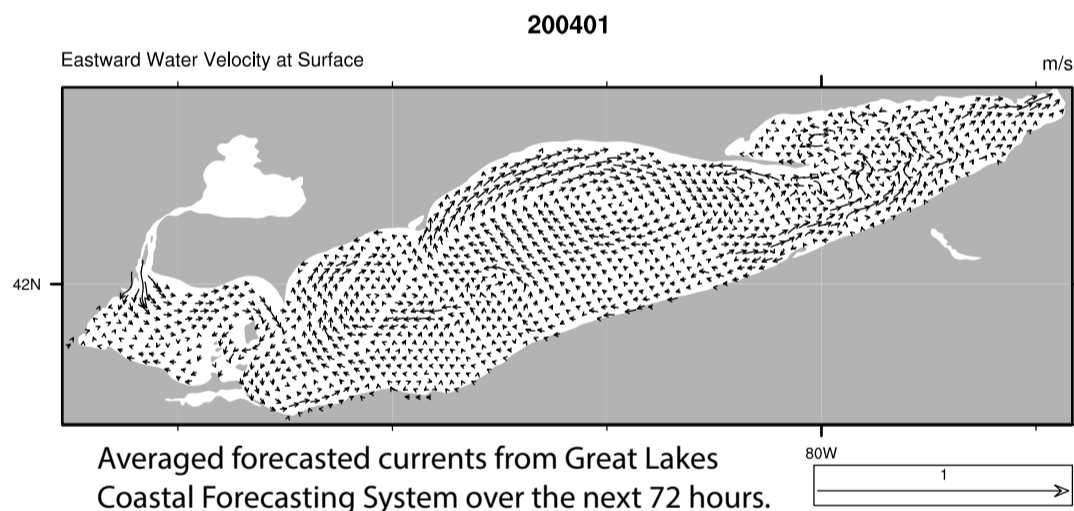 200401
Eastward Water Velocity at Surface
m/s
42N
80W
1
Averaged forecasted currents from Great Lakes
Coastal Forecasting System over the next 72 hours.